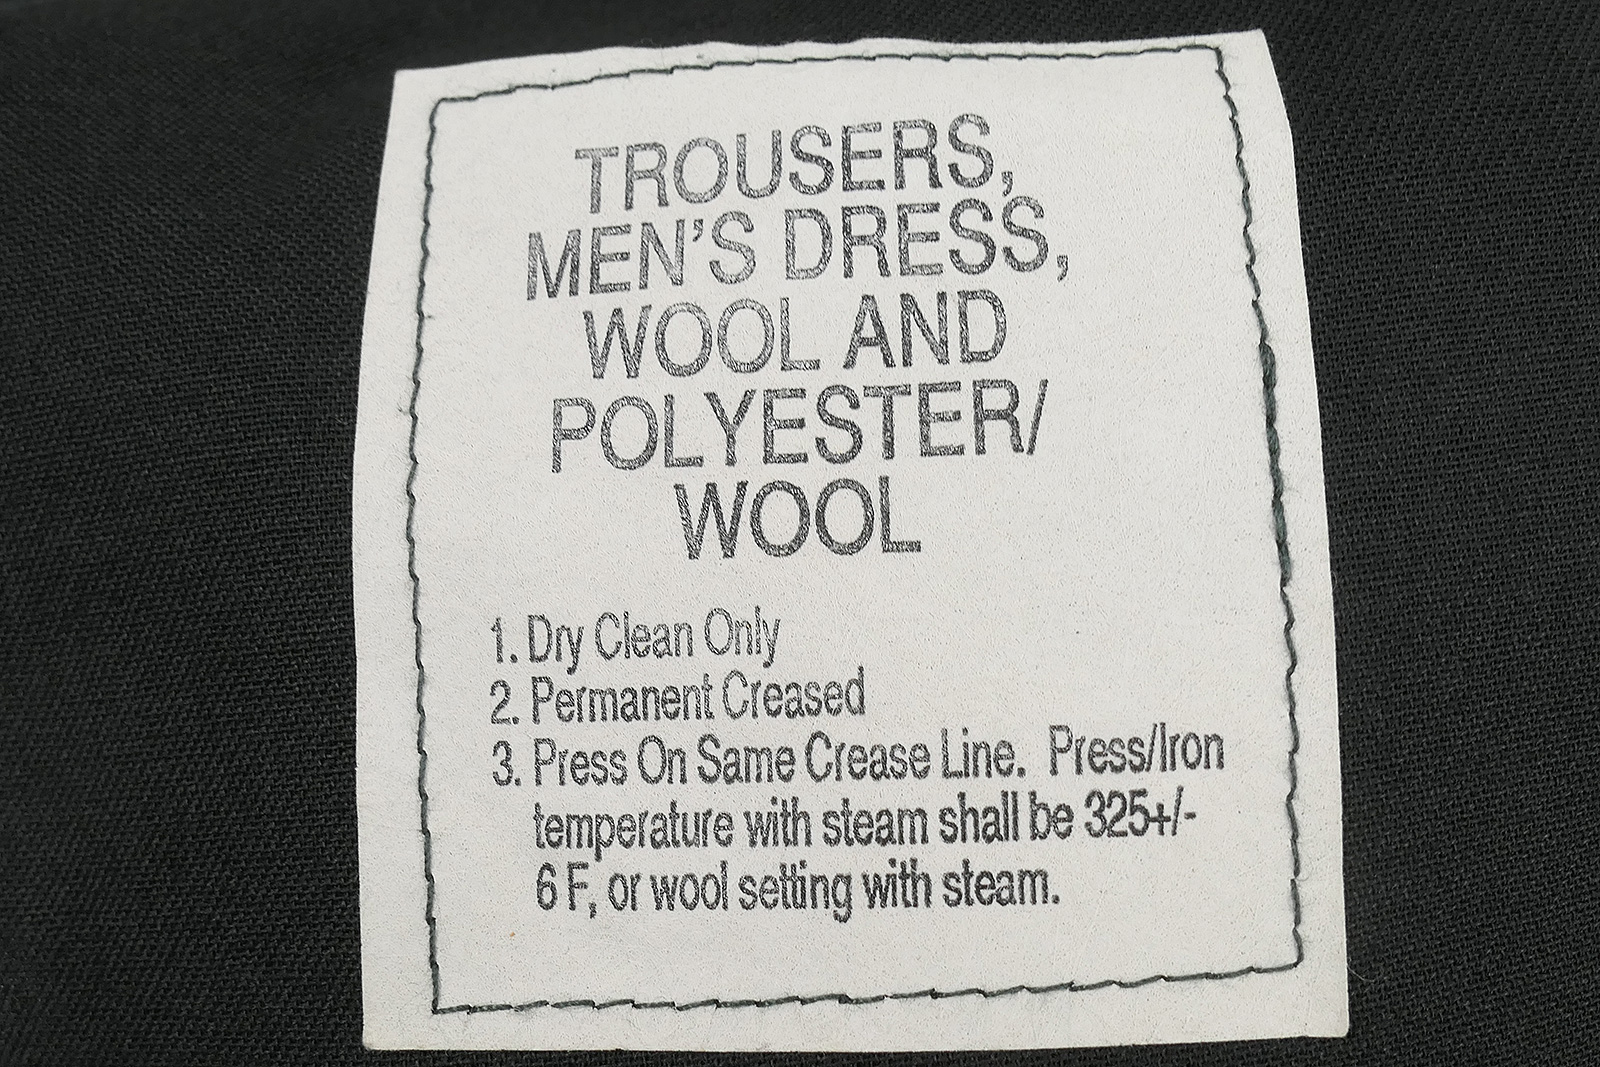 TROUSERS,
MEN'S DRESS,
WOOL AND
POLYESTER/
WOOL
1. Dry Clean Only
2. Permanent Creased
3. Press On Same Crease Line. Press/Iron
temperature with steam shall be 325+/-
6 F, or wool setting with steam.